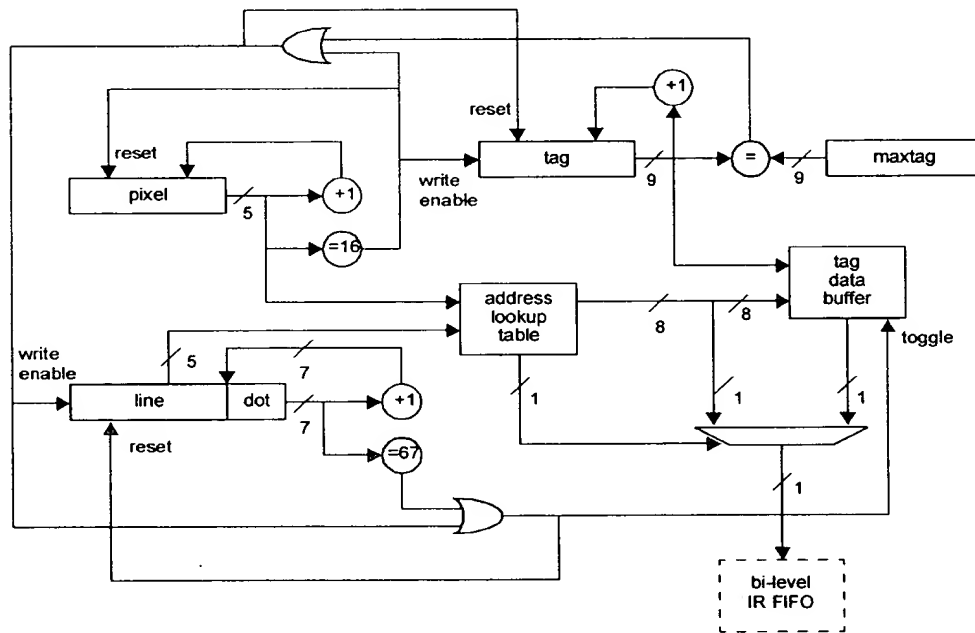 +1
reset
reset
tag
=
maxtag
9
9
write
enable
pixel
+1
5
=16
tag
data
buffer
address
lookup
table
8
8
toggle
write
enable
5
7
line
dot
+1
7
1
1
1
reset
=67
1
bi-level
IR FIFO